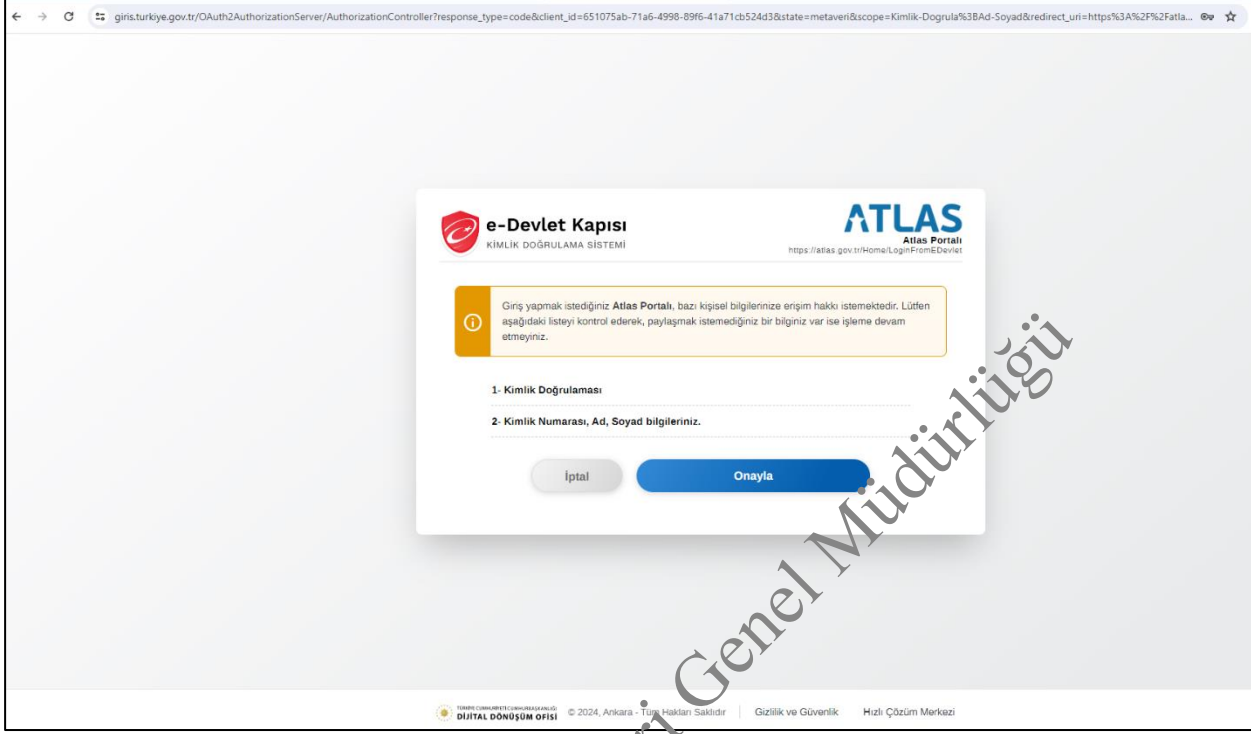 giris.turkiye.gov.tr/OAuth2AuthorizationServer/AuthorizationController?response_type=code&client_id=651075ab-71a6-4998-89f6-41a71cb524d3&state=metaveri&scope=Kimlik-Dogrula%3BAd-Soyad&redirect_uri=https%3A%2F%2Fatla...
e-Devlet Kapısı
KİMLİK DOĞRULAMA SİSTEMİ
ATLAS
Atlas Portalı
https://atlas.gov.tr/Home/LoginFromEDevlet
Giriş yapmak istediğiniz Atlas Portalı, bazı kişisel bilgilerinize erişim hakkı istemektedir. Lütfen
aşağıdaki listeyi kontrol ederek, paylaşmak istemediğiniz bir bilginiz var ise işleme devam
etmeyiniz.
1- Kimlik Doğrulaması
2- Kimlik Numarası, Ad, Soyad bilgileriniz.
İptal
Onayla
Genel Müdürlüğü
TÜRKİYE CUMHURİYETİ CUMHURBAŞKANLIĞI
DİJİTAL DÖNÜŞÜM OFİSİ
© 2024, Ankara - Tüm Hakları Saklıdır
Gizlilik ve Güvenlik
Hızlı Çözüm Merkezi